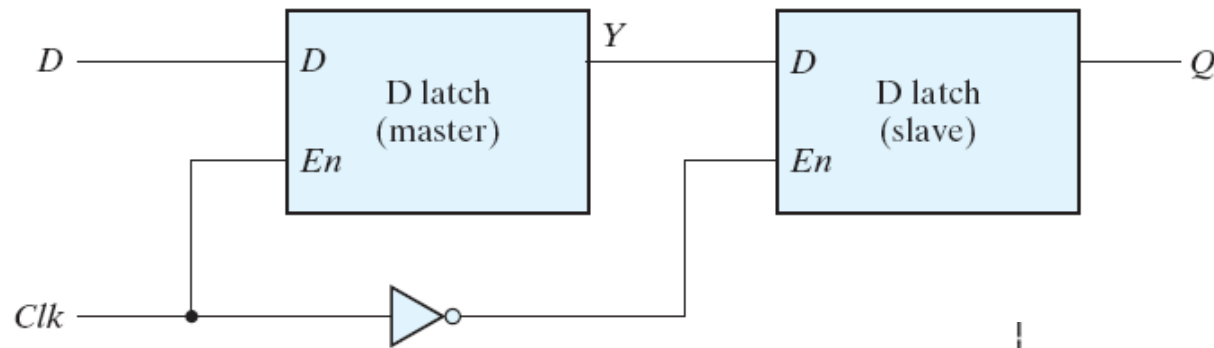 D
D
D latch
(master)
En
Y
D
D latch
(slave)
En
Q
Clk